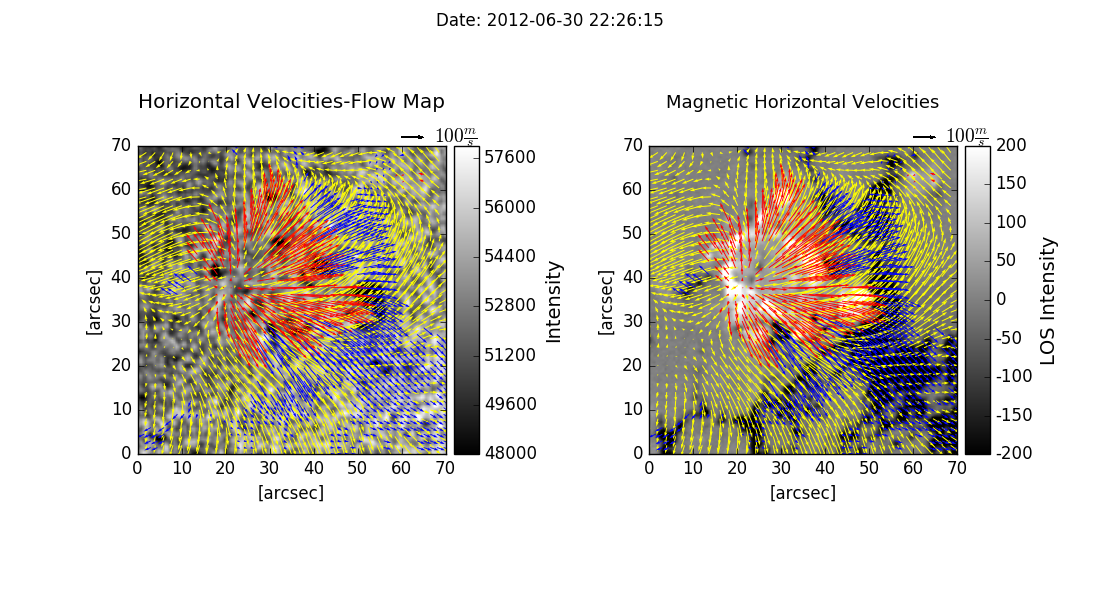 Date: 2012-06-30 22:26:15
Horizontal Velocities-Flow Map
100 m/s
70
60
50
40
30
20
10
0
[arcsec]
0 10 20 30 40 50 60 70
[arcsec]
57600
56000
54400
52800
51200
49600
48000
Intensity
Magnetic Horizontal Velocities
100 m/s
70
60
50
40
30
20
10
0
[arcsec]
0 10 20 30 40 50 60 70
[arcsec]
200
150
100
50
0
-50
-100
-150
-200
LOS Intensity